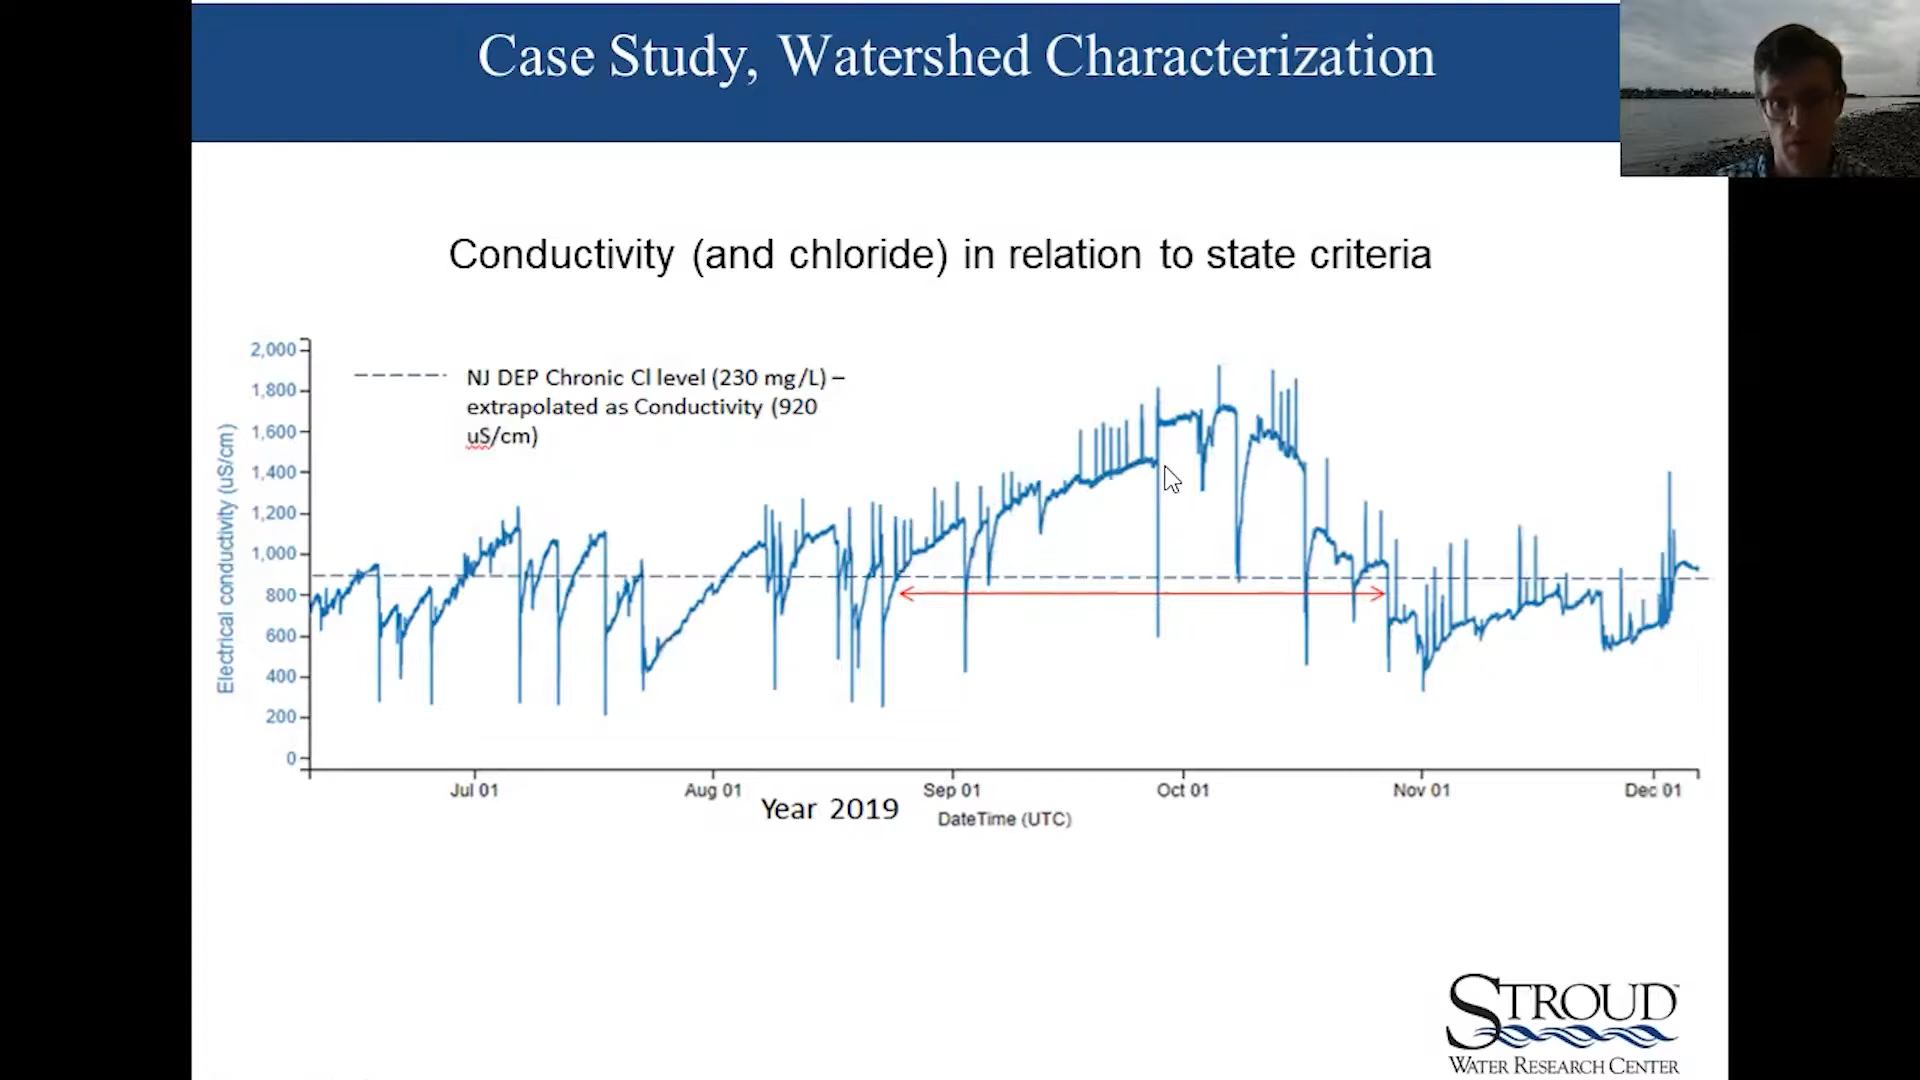 Case Study, Watershed Characterization
Conductivity (and chloride) in relation to state criteria
NJ DEP Chronic Cl level (230 mg/L) –
extrapolated as Conductivity (920
uS/cm)
Electrical conductivity (uS/cm)
2,000
1,800
1,600
1,400
1,200
1,000
800
600
400
200
0
Jul 01
Aug 01
Sep 01
Oct 01
Nov 01
Dec 01
Year 2019
DateTime (UTC)
STROUD™
WATER RESEARCH CENTER